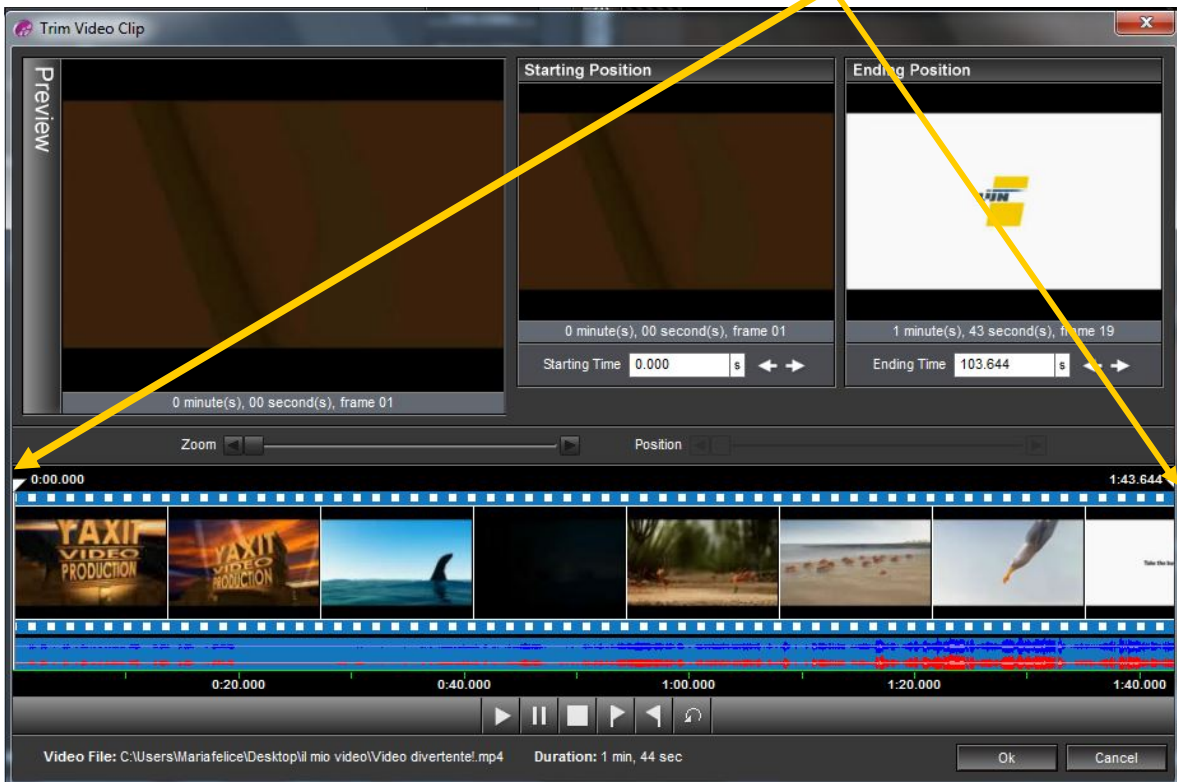 Trim Video Clip
Preview
Starting Position
Ending Position
0 minute(s), 00 second(s), frame 01
1 minute(s), 43 second(s), frame 19
Starting Time 0.000 s
Ending Time 103.644 s
0 minute(s), 00 second(s), frame 01
Zoom
Position
0:00.000
1:43.644
YAXIT
VIDEO
PRODUCTION
YAXIT
VIDEO
PRODUCTION
Take the
0:20.000
0:40.000
1:00.000
1:20.000
1:40.000
Video File: C:\Users\Mariafelice\Desktop\il mio video\Video divertente!.mp4
Duration: 1 min, 44 sec
Ok
Cancel